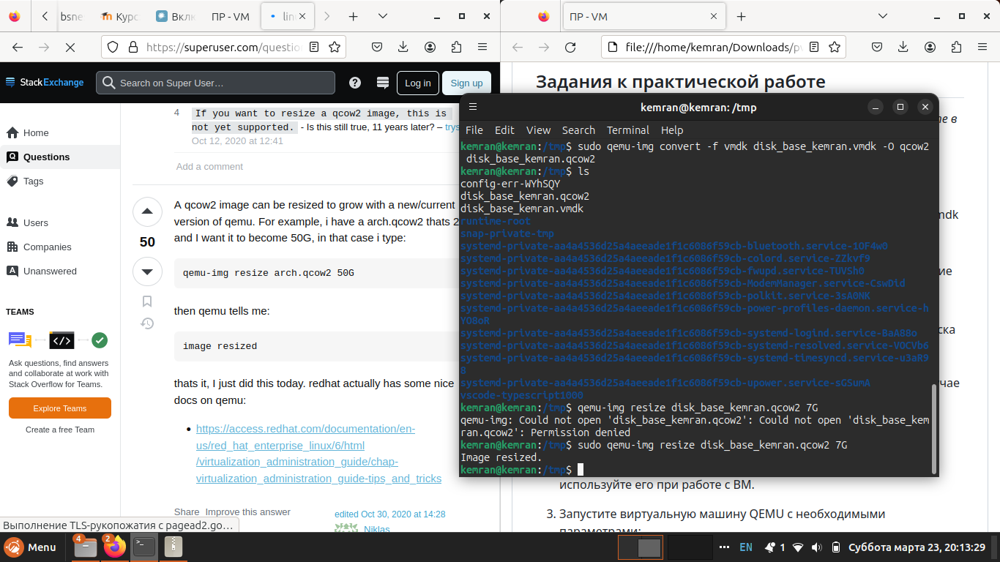 bsne
Курс
Вклю
ПР - VM
lin
https://superuser.com/questio
StackExchange
Search on Super User…
Log in
Sign up
Home
Questions
Tags
Users
Companies
Unanswered
TEAMS
Ask questions, find answers
and collaborate at work with
Stack Overflow for Teams.
Explore Teams
Create a free Team
4
If you want to resize a qcow2 image, this is
not yet supported. - Is this still true, 11 years later? – trys
Oct 12, 2020 at 12:41
Add a comment
50
A qcow2 image can be resized to grow with a new/current
version of qemu. For example, i have a arch.qcow2 thats 2
and I want it to become 50G, in that case i type:
qemu-img resize arch.qcow2 50G
then qemu tells me:
image resized
thats it, I just did this today. redhat actually has some nice
docs on qemu:
https://access.redhat.com/documentation/en-
us/red_hat_enterprise_linux/6/html
/virtualization_administration_guide/chap-
virtualization_administration_guide-tips_and_tricks
Share Improve this answer
edited Oct 30, 2020 at 14:28
Niklas
Выполнение TLS-рукопожатия с pagead2.go…
ПР - VM
file:///home/kemran/Downloads/pv
Задания к практической работе
те в
mdk
ние
ска
чае
используйте его при работе с ВМ.
3. Запустите виртуальную машину QEMU с необходимыми
параметрами:
kemran@kemran: /tmp
File Edit View Search Terminal Help
kemran@kemran:/tmp$ sudo qemu-img convert -f vmdk disk_base_kemran.vmdk -O qcow2
disk_base_kemran.qcow2
kemran@kemran:/tmp$ ls
config-err-WYhSQY
disk_base_kemran.qcow2
disk_base_kemran.vmdk
runtime-root
snap-private-tmp
systemd-private-aa4a4536d25a4aeeade1f1c6086f59cb-bluetooth.service-1OF4w0
systemd-private-aa4a4536d25a4aeeade1f1c6086f59cb-colord.service-ZZkvf9
systemd-private-aa4a4536d25a4aeeade1f1c6086f59cb-fwupd.service-TUVSh0
systemd-private-aa4a4536d25a4aeeade1f1c6086f59cb-ModemManager.service-CswDid
systemd-private-aa4a4536d25a4aeeade1f1c6086f59cb-polkit.service-3sA0NK
systemd-private-aa4a4536d25a4aeeade1f1c6086f59cb-power-profiles-daemon.service-h
YO8oR
systemd-private-aa4a4536d25a4aeeade1f1c6086f59cb-systemd-logind.service-BaA88o
systemd-private-aa4a4536d25a4aeeade1f1c6086f59cb-systemd-resolved.service-VOCVb6
systemd-private-aa4a4536d25a4aeeade1f1c6086f59cb-systemd-timesyncd.service-u3aR9
8
systemd-private-aa4a4536d25a4aeeade1f1c6086f59cb-upower.service-sGSumA
vscode-typescript1000
kemran@kemran:/tmp$ qemu-img resize disk_base_kemran.qcow2 7G
qemu-img: Could not open 'disk_base_kemran.qcow2': Could not open 'disk_base_kem
ran.qcow2': Permission denied
kemran@kemran:/tmp$ sudo qemu-img resize disk_base_kemran.qcow2 7G
Image resized.
kemran@kemran:/tmp$
Menu
4
2
EN
1
Суббота марта 23, 20:13:29